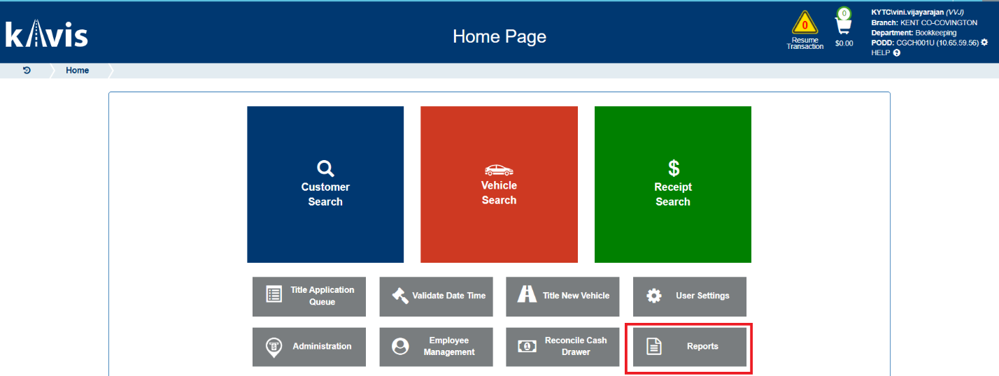 kavis
Home Page
0
Resume
Transaction
0
$0.00
KYTC\vini.vijayarajan (VVJ)
Branch: KENT CO-COVINGTON
Department: Bookkeeping
PODD: CGCH001U (10.65.59.56)
HELP ?
Home
Customer
Search
Vehicle
Search
$
Receipt
Search
Title Application
Queue
Validate Date Time
Title New Vehicle
User Settings
Administration
Employee
Management
1
Reconcile Cash
Drawer
Reports